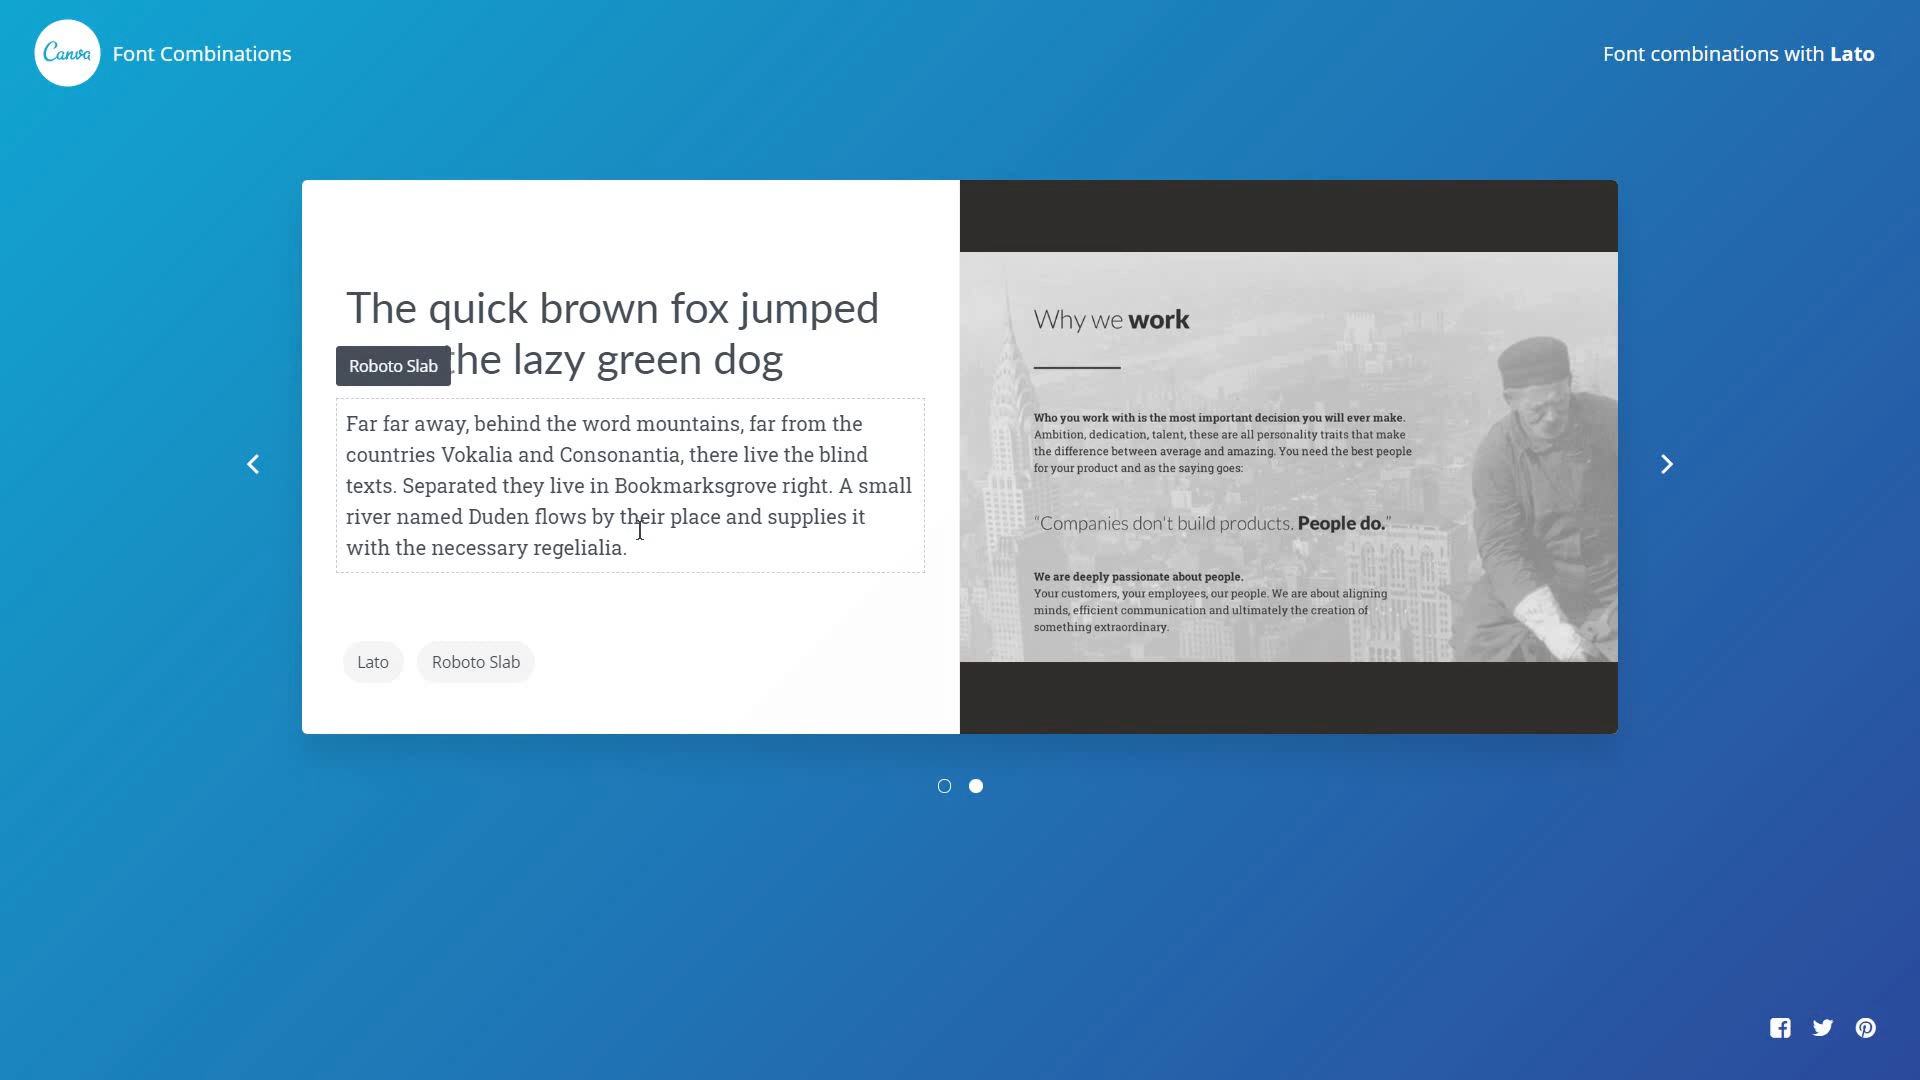 Canva
Font Combinations
Font combinations with Lato
The quick brown fox jumped
the lazy green dog
Roboto Slab
Far far away, behind the word mountains, far from the
countries Vokalia and Consonantia, there live the blind
texts. Separated they live in Bookmarksgrove right. A small
river named Duden flows by their place and supplies it
with the necessary regelialia.
Lato
Roboto Slab
Why we work
Who you work with is the most important decision you will ever make.
Ambition, dedication, talent, these are all personality traits that make
the difference between average and amazing. You need the best people
for your product and as the saying goes:
“Companies don't build products. People do.”
We are deeply passionate about people.
Your customers, your employees, our people. We are about aligning
minds, efficient communication and ultimately the creation of
something extraordinary.